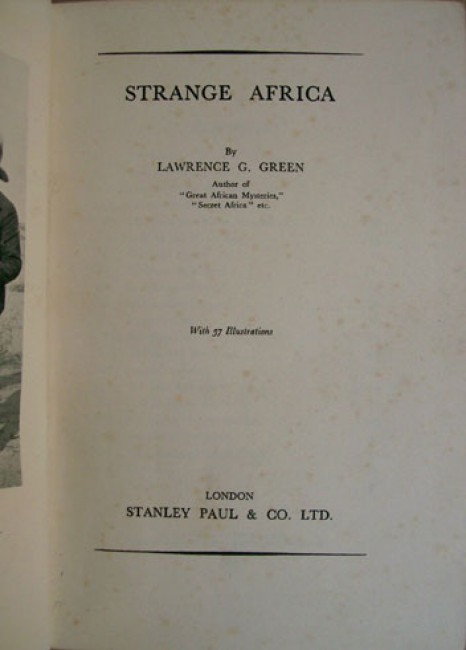 STRANGE AFRICA
By
LAWRENCE G. GREEN
Author of
"Great African Mysteries,"
"Secret Africa" etc.
With 57 Illustrations
LONDON
STANLEY PAUL & CO. LTD.